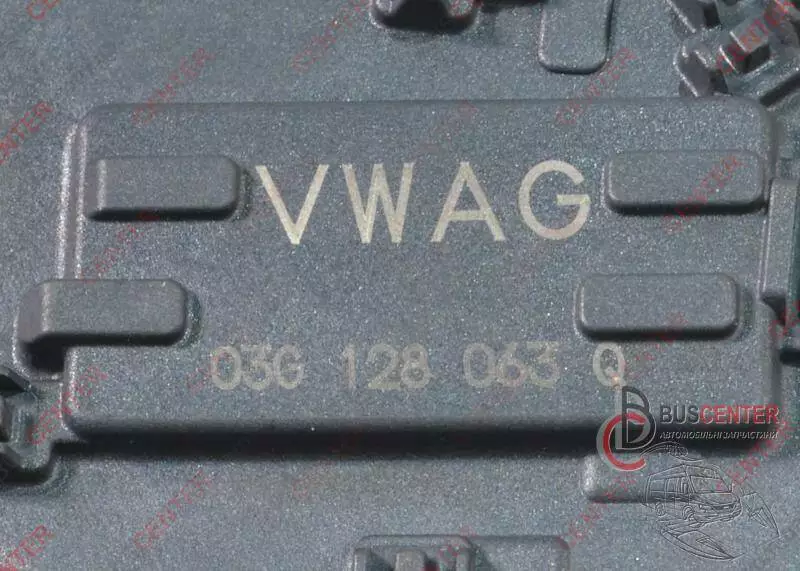 VWAG
03G 128 063 Q
BUSCENTER
АВТОМОБІЛЬНІ ЗАПЧАСТИНИ